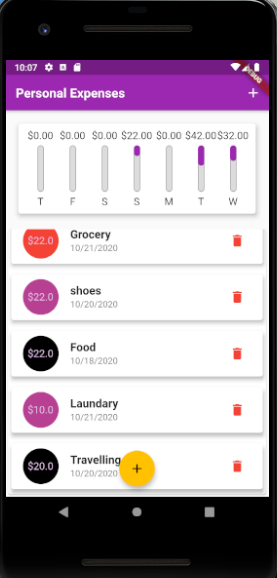 10:07
DEBUG
Personal Expenses
$0.00 $0.00 $0.00 $22.00 $0.00 $42.00 $32.00
T F S S M T W
$22.0 Grocery
10/21/2020
$22.0 shoes
10/20/2020
$22.0 Food
10/18/2020
$10.0 Laundary
10/21/2020
$20.0 Travelling
10/20/2020